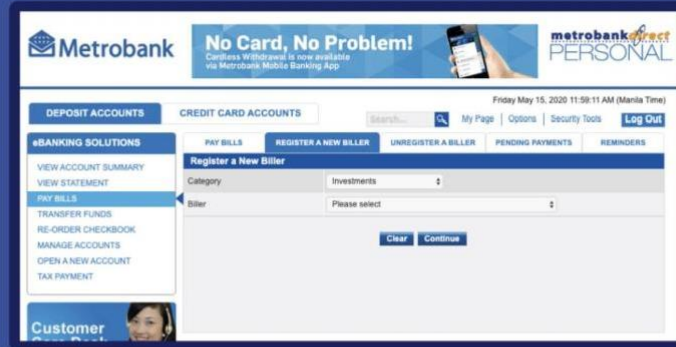 Metrobank
No Card, No Problem!
Cardless Withdrawal is now available
via Metrobank Mobile Banking App
metrobankdirect
PERSONAL
Friday May 15, 2020 11:59:11 AM (Manila Time)
DEPOSIT ACCOUNTS CREDIT CARD ACCOUNTS
Search... My Page | Options | Security Tools Log Out
eBANKING SOLUTIONS
VIEW ACCOUNT SUMMARY
VIEW STATEMENT
PAY BILLS
TRANSFER FUNDS
RE-ORDER CHECKBOOK
MANAGE ACCOUNTS
OPEN A NEW ACCOUNT
TAX PAYMENT
PAY BILLS REGISTER A NEW BILLER UNREGISTER A BILLER PENDING PAYMENTS REMINDERS
Register a New Biller
Category Investments
Biller Please select
Clear Continue
Customer